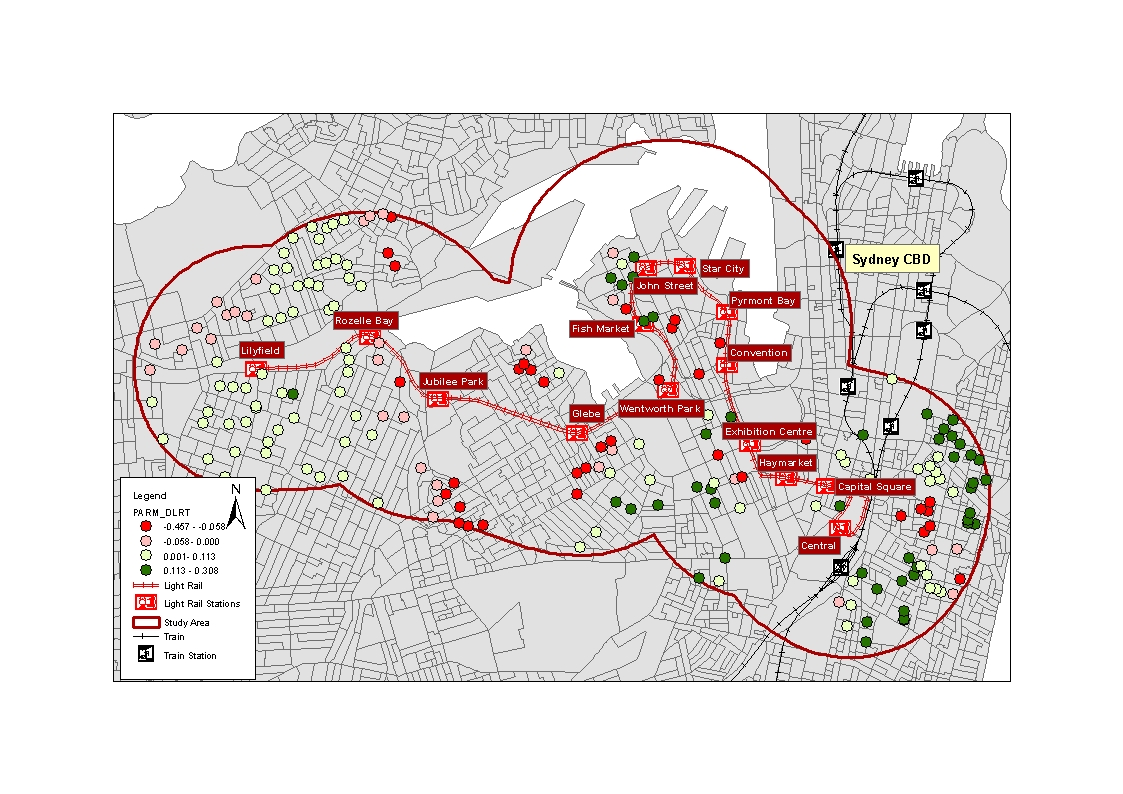 Sydney CBD
Star City
John Street
Pyrmont Bay
Rozelle Bay
Fish Market
Lilyfield
Convention
Jubilee Park
Wentworth Park
Glebe
Exhibition Centre
Haymarket
Capital Square
Central
Legend
N
PARM_DLRT
-0.457 - -0.058
-0.058- 0.000
0.001- 0.113
0.113 - 0.308
Light Rail
Light Rail Stations
Study Area
Train
Train Station